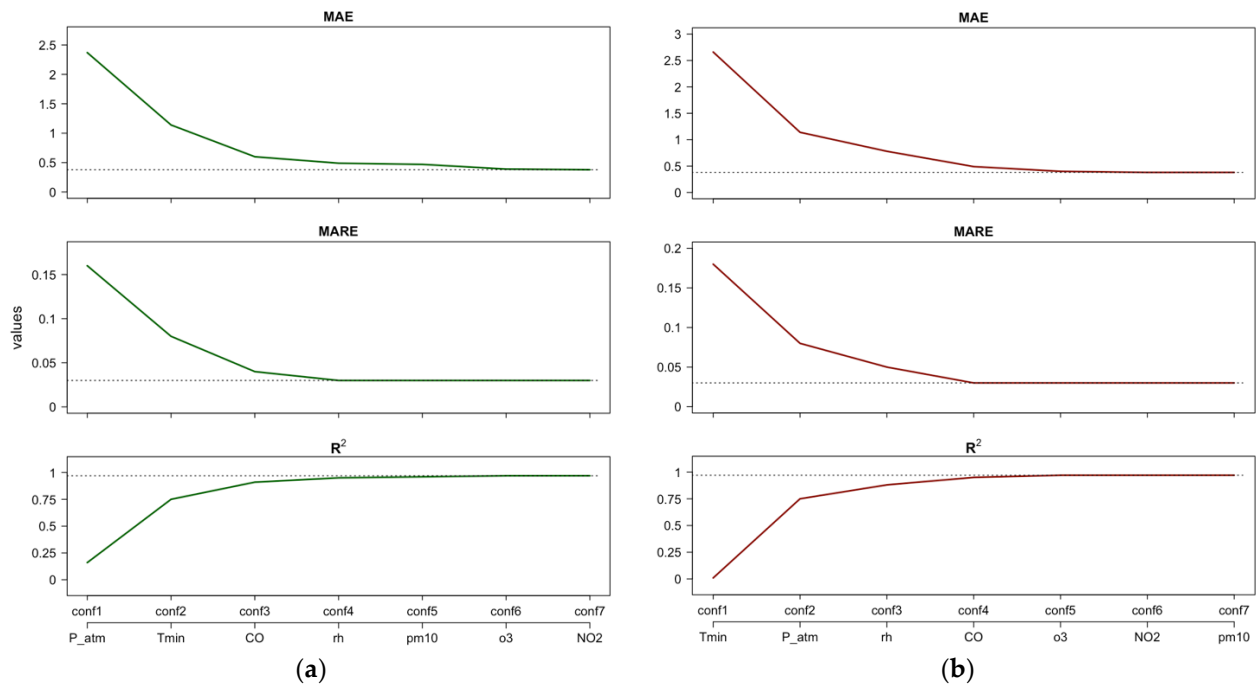 MAE
2.5
2
1.5
1
0.5
0
MARE
0.15
0.1
0.05
0
values
R²
1
0.75
0.5
0.25
0
conf1 conf2 conf3 conf4 conf5 conf6 conf7
P_atm Tmin CO rh pm10 o3 NO2
(a)
MAE
3
2.5
2
1.5
1
0.5
0
MARE
0.2
0.15
0.1
0.05
0
R²
1
0.75
0.5
0.25
0
conf1 conf2 conf3 conf4 conf5 conf6 conf7
Tmin P_atm rh CO o3 NO2 pm10
(b)